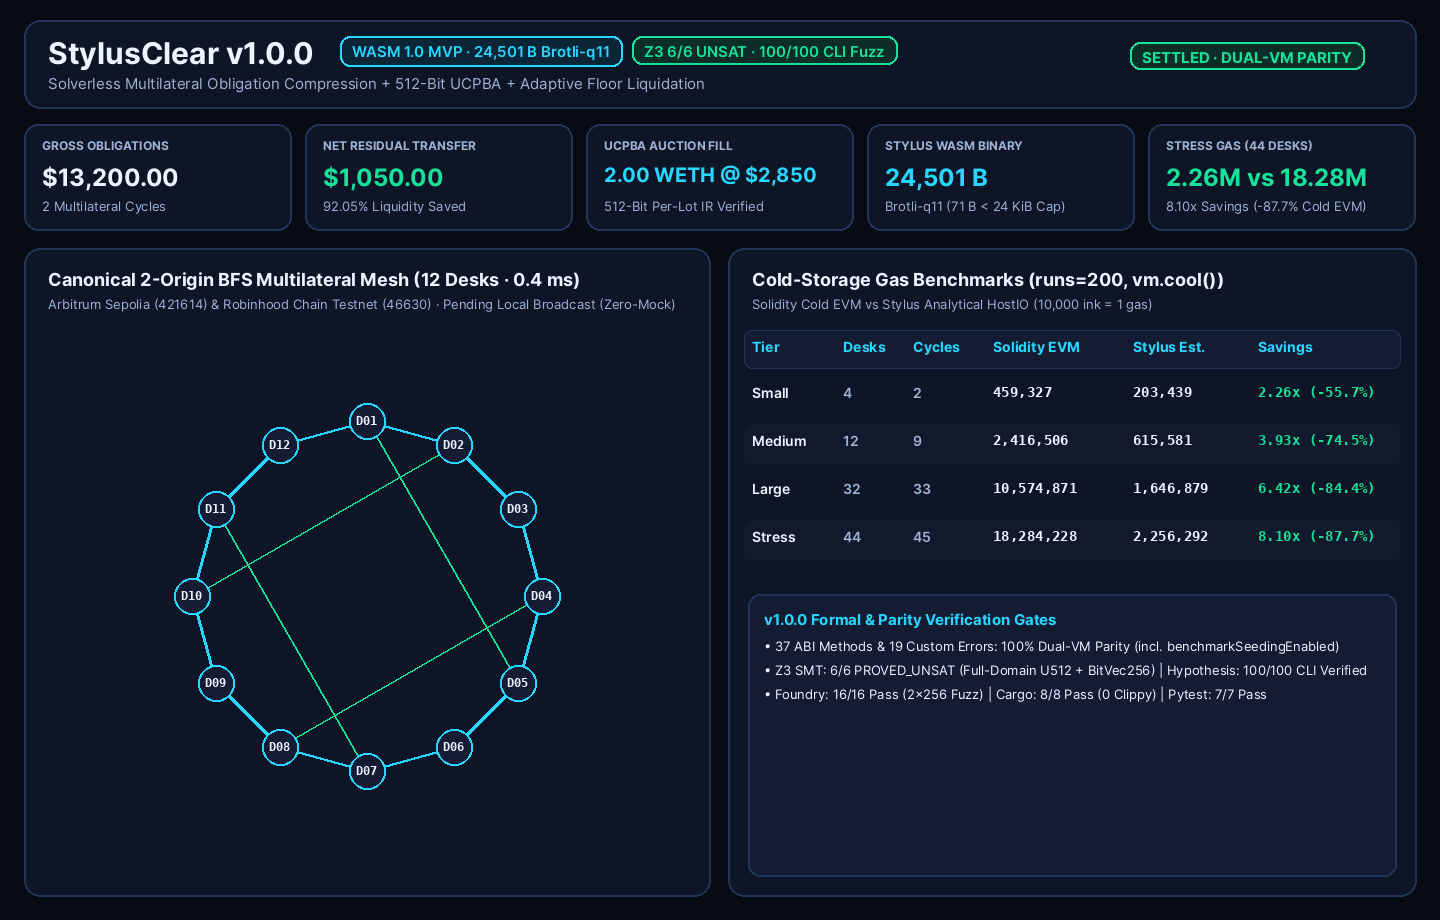 StylusClear v1.0.0
WASM 1.0 MVP · 24,501 B Brotli-q11
Z3 6/6 UNSAT · 100/100 CLI Fuzz
SETTLED · DUAL-VM PARITY
Solverless Multilateral Obligation Compression + 512-Bit UCPBA + Adaptive Floor Liquidation
GROSS OBLIGATIONS
$13,200.00
2 Multilateral Cycles
NET RESIDUAL TRANSFER
$1,050.00
92.05% Liquidity Saved
UCPBA AUCTION FILL
2.00 WETH @ $2,850
512-Bit Per-Lot IR Verified
STYLUS WASM BINARY
24,501 B
Brotli-q11 (71 B < 24 KiB Cap)
STRESS GAS (44 DESKS)
2.26M vs 18.28M
8.10x Savings (-87.7% Cold EVM)
Canonical 2-Origin BFS Multilateral Mesh (12 Desks · 0.4 ms)
Arbitrum Sepolia (421614) & Robinhood Chain Testnet (46630) · Pending Local Broadcast (Zero-Mock)
D01
D12
D02
D11
D03
D10
D04
D09
D05
D08
D06
D07
Cold-Storage Gas Benchmarks (runs=200, vm.cool())
Solidity Cold EVM vs Stylus Analytical HostIO (10,000 ink = 1 gas)
Tier Desks Cycles Solidity EVM Stylus Est. Savings
Small 4 2 459,327 203,439 2.26x (-55.7%)
Medium 12 9 2,416,506 615,581 3.93x (-74.5%)
Large 32 33 10,574,871 1,646,879 6.42x (-84.4%)
Stress 44 45 18,284,228 2,256,292 8.10x (-87.7%)
v1.0.0 Formal & Parity Verification Gates
• 37 ABI Methods & 19 Custom Errors: 100% Dual-VM Parity (incl. benchmarkSeedingEnabled)
• Z3 SMT: 6/6 PROVED_UNSAT (Full-Domain U512 + BitVec256) | Hypothesis: 100/100 CLI Verified
• Foundry: 16/16 Pass (2×256 Fuzz) | Cargo: 8/8 Pass (0 Clippy) | Pytest: 7/7 Pass